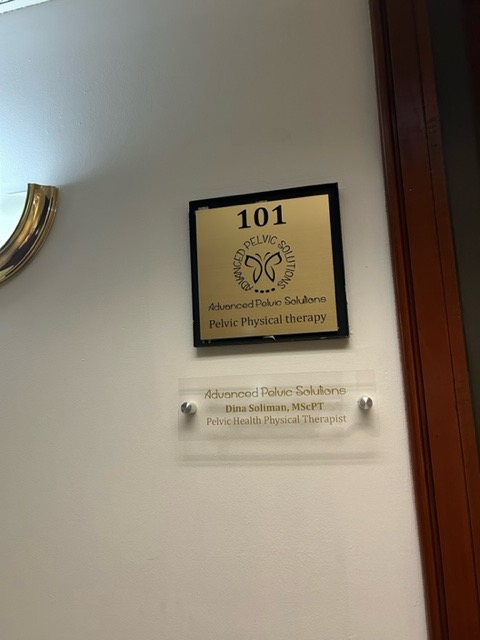 101
ADVANCED PELVIC SOLUTIONS
Advanced Pelvic Solutions
Pelvic Physical therapy
Advanced Pelvic Solutions
Dina Soliman, MScPT
Pelvic Health Physical Therapist